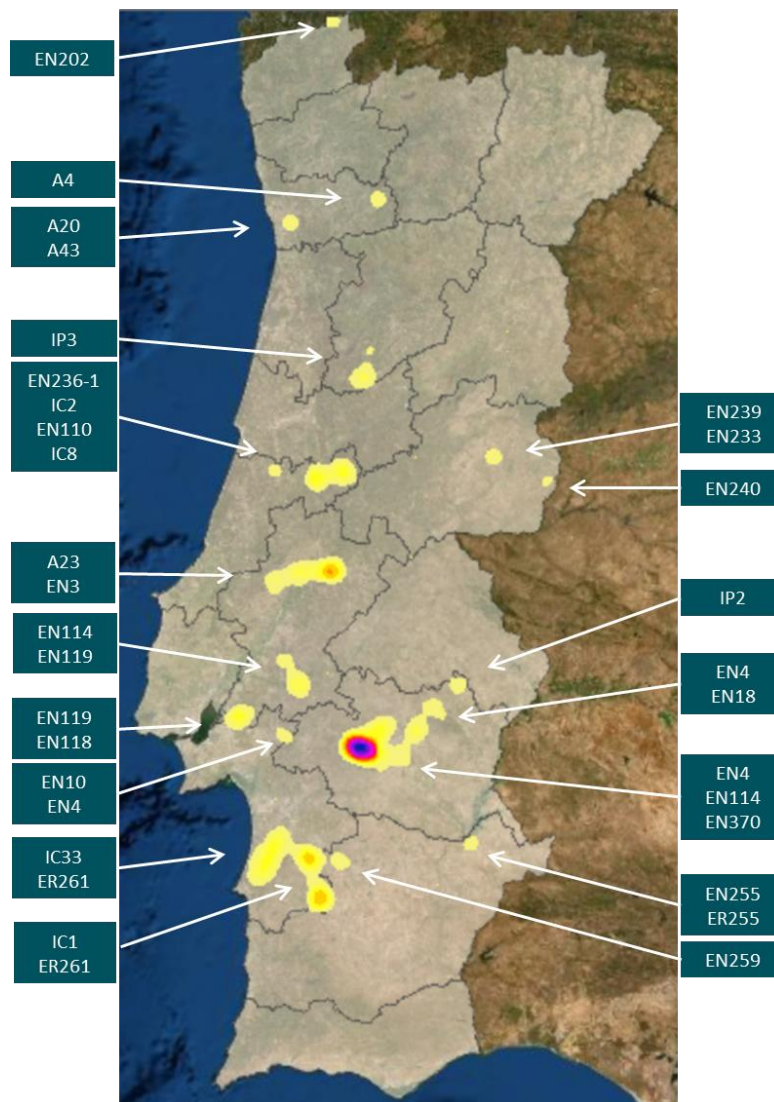 EN202
A4
A20
A43
IP3
EN236-1
IC2
EN110
IC8
A23
EN3
EN114
EN119
EN119
EN118
EN10
EN4
IC33
ER261
IC1
ER261
EN239
EN233
EN240
IP2
EN4
EN18
EN4
EN114
EN370
EN255
ER255
EN259